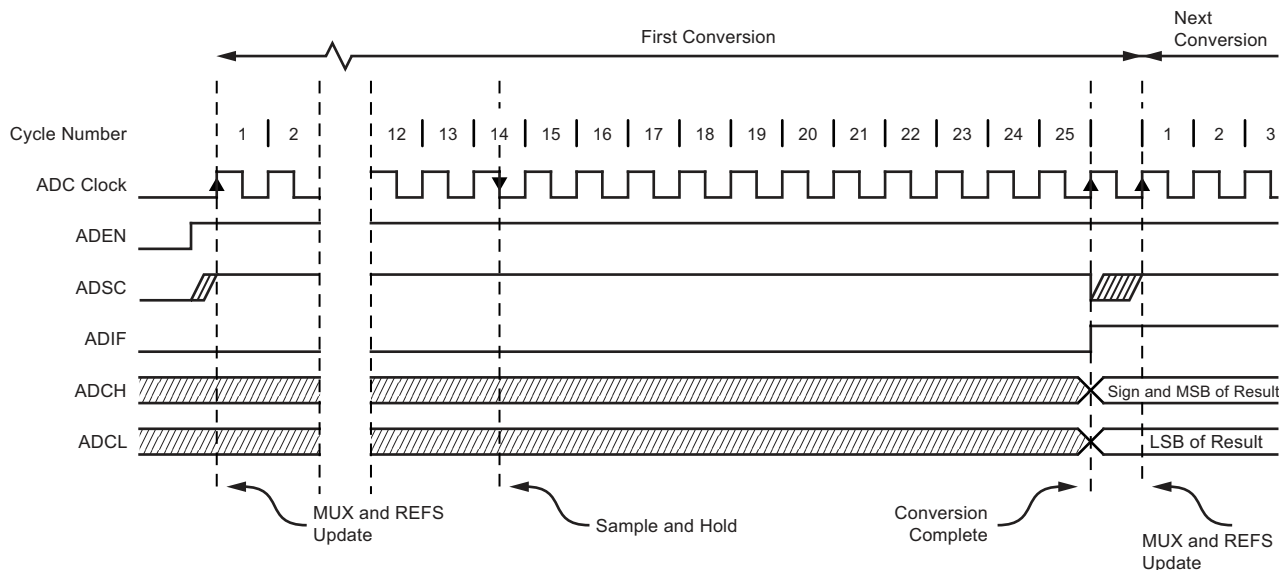 First Conversion
Next
Conversion
Cycle Number 1 2 12 13 14 15 16 17 18 19 20 21 22 23 24 25 1 2 3
ADC Clock
ADEN
ADSC
ADIF
ADCH Sign and MSB of Result
ADCL LSB of Result
MUX and REFS
Update
Sample and Hold
Conversion
Complete
MUX and REFS
Update